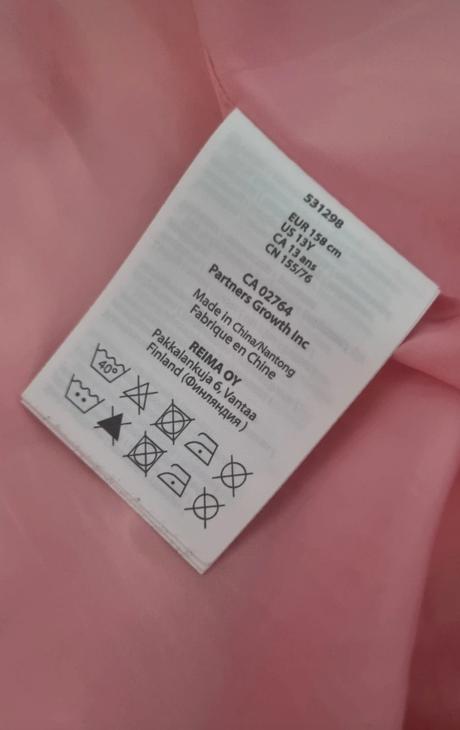 531298
EUR 158 cm
US 13Y
CA 13 ans
CN 155/76
CA 02764
Partners Growth Inc
Made in China/Nantong
Fabriqué en Chine
REIMA OY
Pakkalankuja 6, Vantaa
Finland (Финляндия)
40°